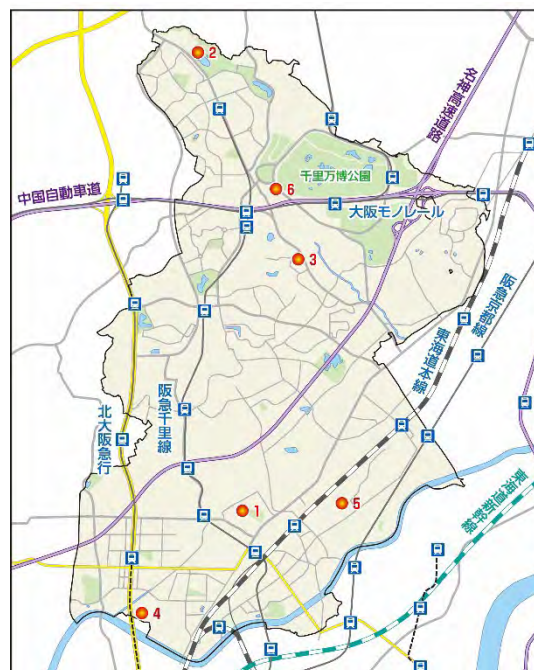 2
名神高速道路
千里万博公園
6
中国自動車道
大阪モノレール
3
阪急京都線
東海道本線
阪急千里線
北大阪急行
1
5
東海道新幹線
4